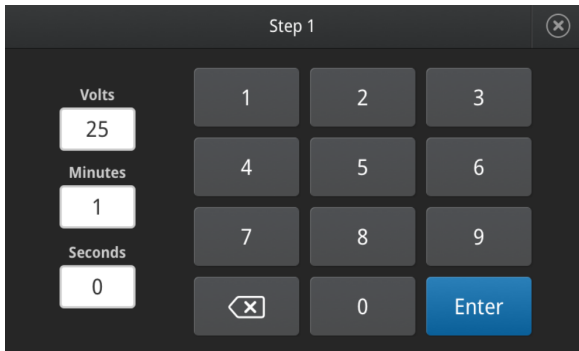 Step 1
Volts
25
Minutes
1
Seconds
0
1 2 3
4 5 6
7 8 9
0 Enter